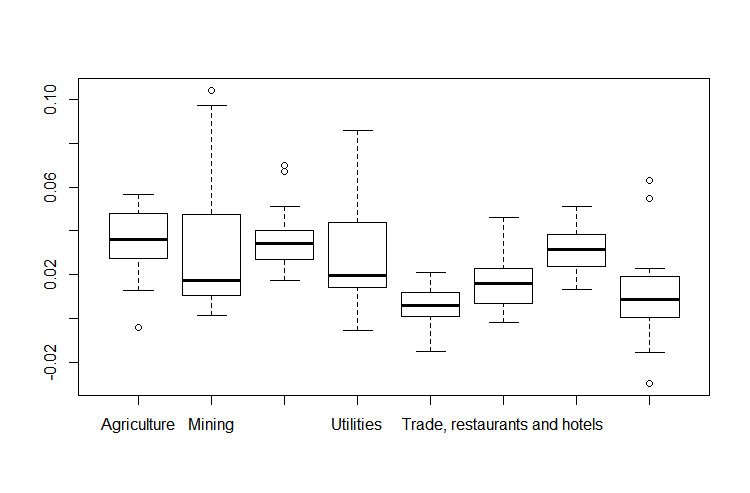 0.10
0.06
0.02
-0.02
Agriculture Mining Utilities Trade, restaurants and hotels